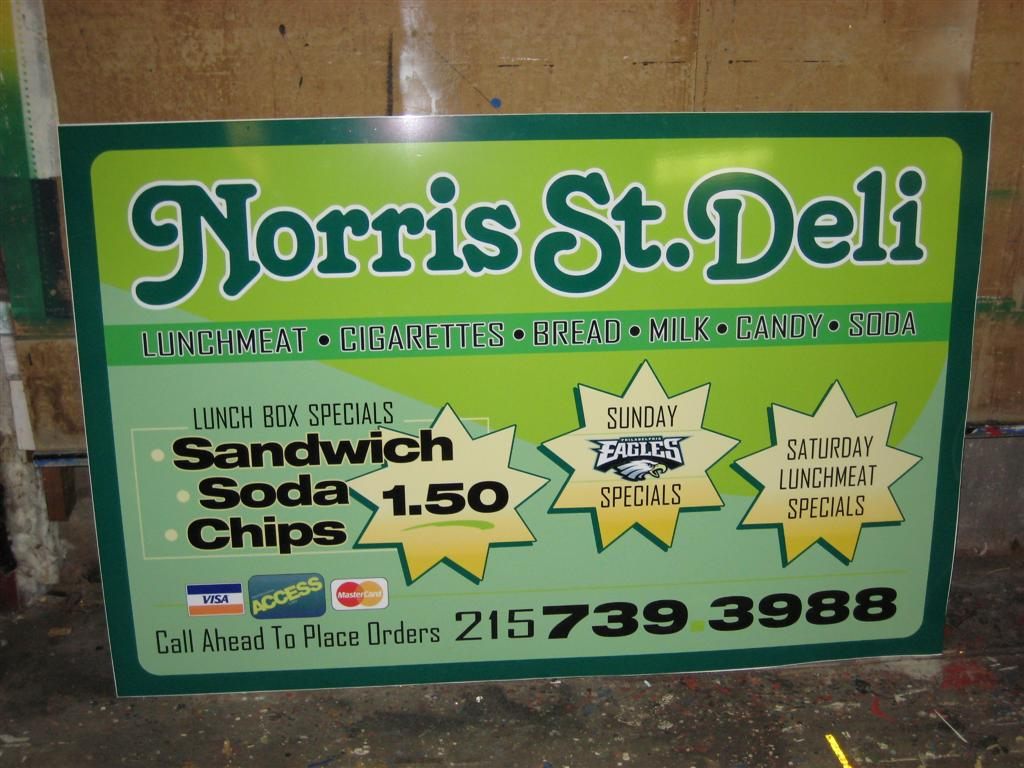 Norris St. Deli
LUNCHMEAT • CIGARETTES • BREAD • MILK • CANDY • SODA
LUNCH BOX SPECIALS
• Sandwich
• Soda
• Chips
1.50
SUNDAY
PHILADELPHIA
EAGLES
SPECIALS
SATURDAY
LUNCHMEAT
SPECIALS
VISA
ACCESS
MasterCard
Call Ahead To Place Orders
215 739.3988